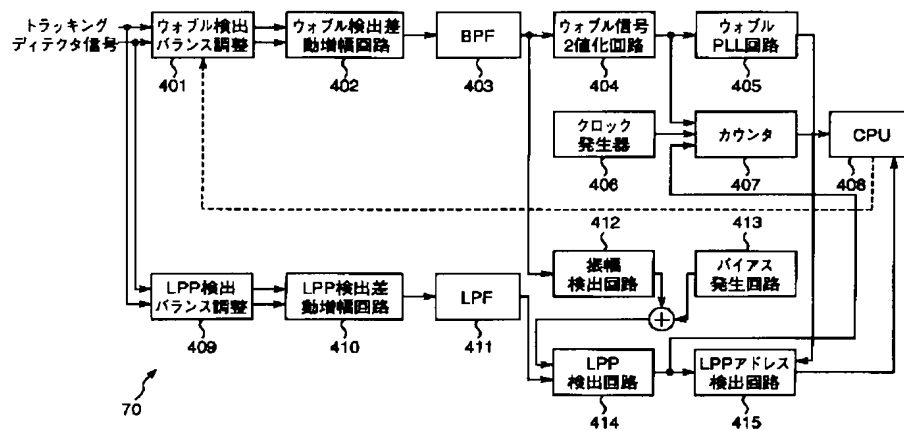 トラッキング
ディテクタ信号
ウォブル検出
バランス調整
401
ウォブル検出差
動増幅回路
402
BPF
403
ウォブル信号
2値化回路
404
ウォブル
PLL回路
405
クロック
発生器
406
カウンタ
407
CPU
408
412
振幅
検出回路
413
バイアス
発生回路
LPP検出
バランス調整
409
LPP検出差
動増幅回路
410
LPF
411
+
LPP
検出回路
414
LPPアドレス
検出回路
415
70